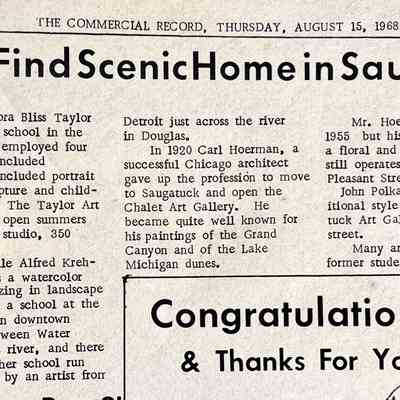 THE COMMERCIAL RECORD, THURSDAY, AUGUST 15, 1968
Find Scenic Home in Sau
ora Bliss Taylor
school in the
employed four
ncluded
ncluded portrait
pture and child-
The Taylor Art
open summers
studio, 350
le Alfred Kreh-
s a watercolor
zing in landscape
a school at the
n downtown
ween Water
river, and there
her school run
by an artist from
Detroit just across the river
in Douglas.
In 1920 Carl Hoerman, a
successful Chicago architect
gave up the profession to move
to Saugatuck and open the
Chalet Art Gallery. He
became quite well known for
his paintings of the Grand
Canyon and of the Lake
Michigan dunes.
Mr. Hoe
1955 but his
a floral and
still operates
Pleasant Stre
John Polka
itional style
tuck Art Gal
street.
Many ar
former stude
Congratulatio
& Thanks For Yo